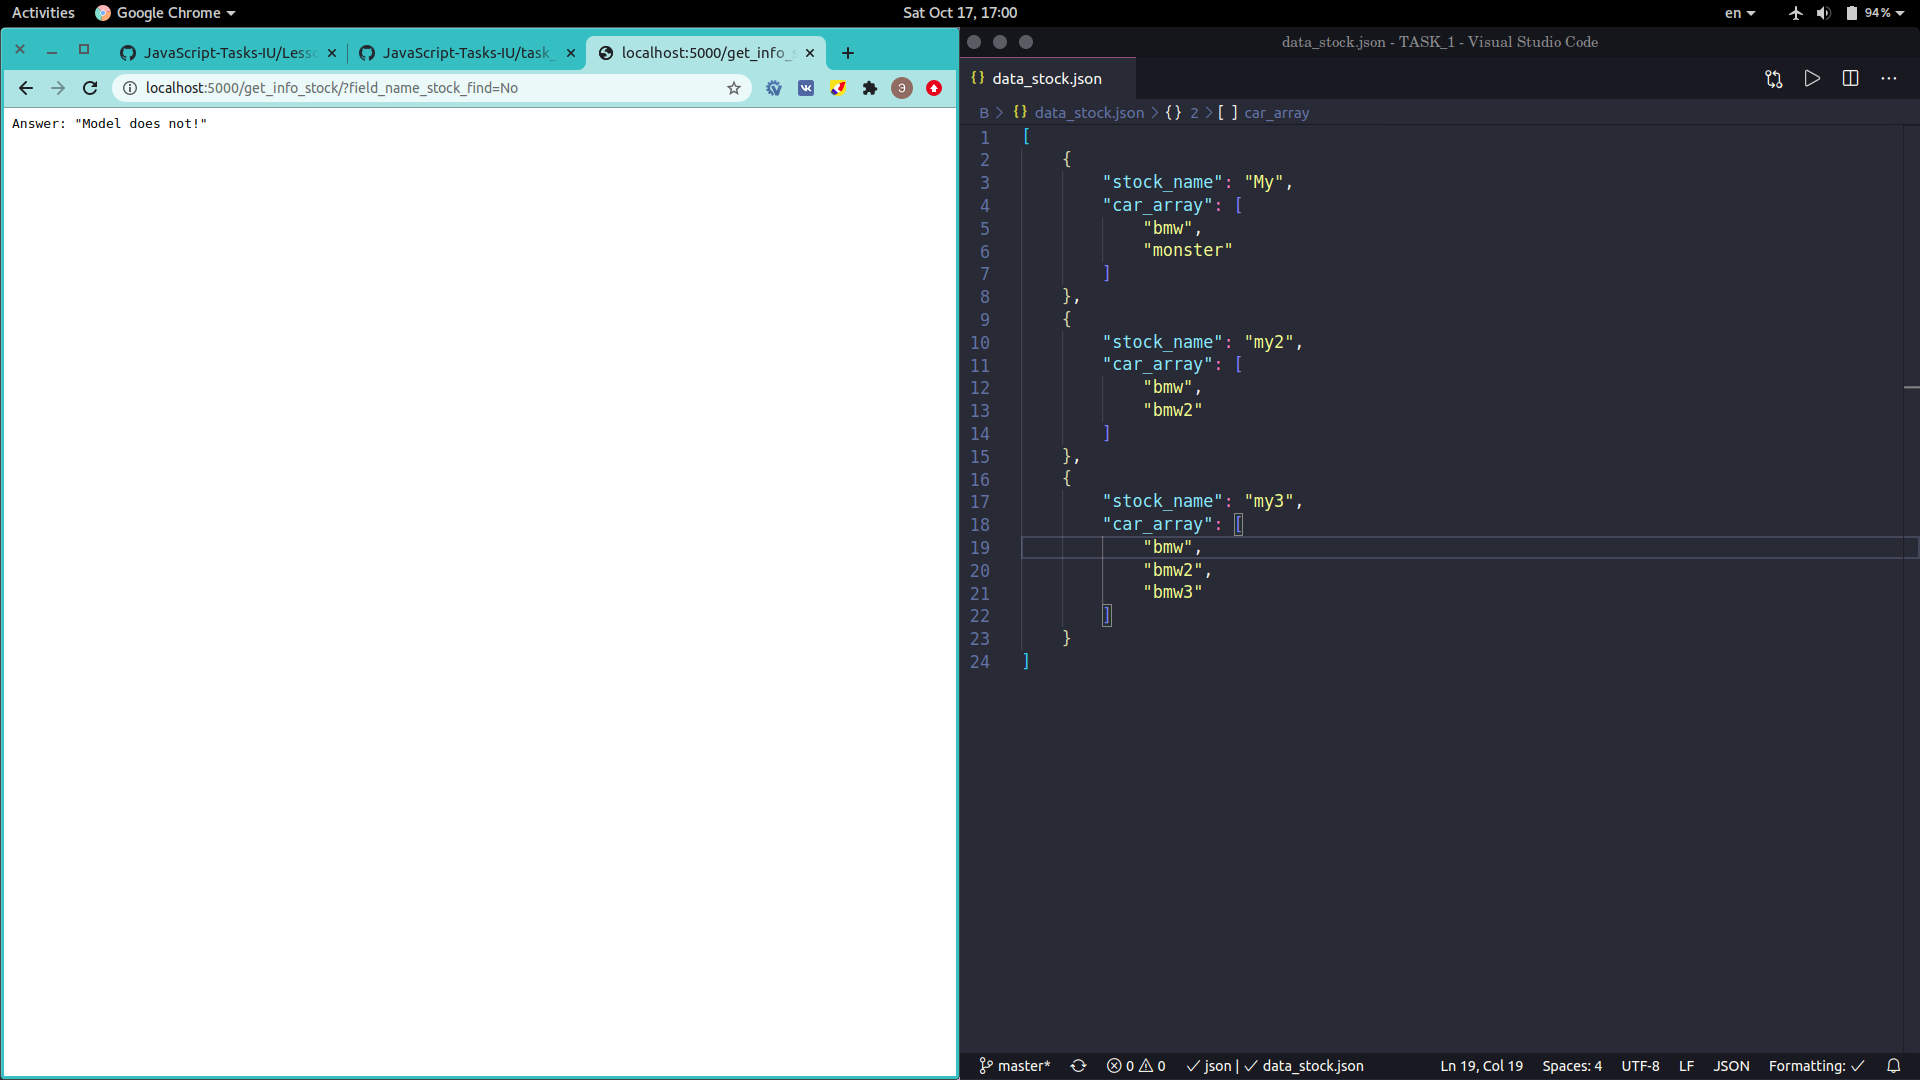 Activities Google Chrome Sat Oct 17, 17:00 en 94%
JavaScript-Tasks-IU/Lesso JavaScript-Tasks-IU/task_ localhost:5000/get_info_s
localhost:5000/get_info_stock/?field_name_stock_find=No
Answer: "Model does not!"
data_stock.json - TASK_1 - Visual Studio Code
{} data_stock.json
B > {} data_stock.json > {} 2 > [ ] car_array
1 [
2 {
3 "stock_name": "My",
4 "car_array": [
5 "bmw",
6 "monster"
7 ]
8 },
9 {
10 "stock_name": "my2",
11 "car_array": [
12 "bmw",
13 "bmw2"
14 ]
15 },
16 {
17 "stock_name": "my3",
18 "car_array": [
19 "bmw",
20 "bmw2",
21 "bmw3"
22 ]
23 }
24 ]
master* 0 0 ✓ json | ✓ data_stock.json Ln 19, Col 19 Spaces: 4 UTF-8 LF JSON Formatting: ✓